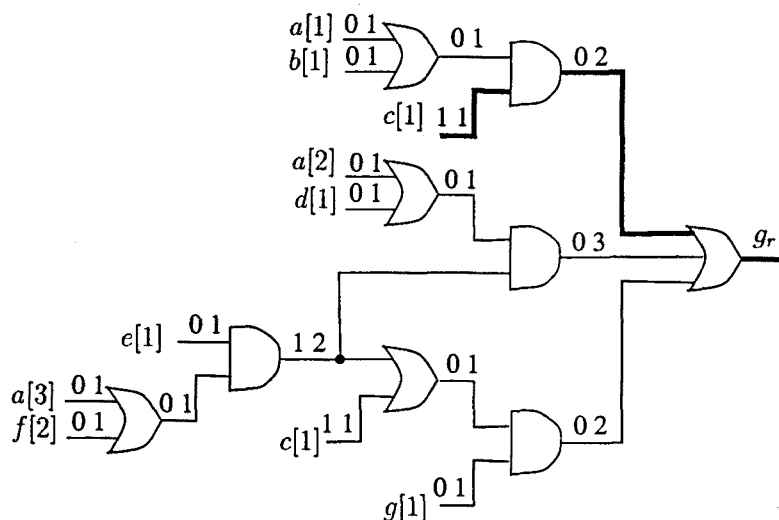 a[1] 0 1
b[1] 0 1
0 1
0 2
c[1] 1 1
a[2] 0 1
d[1] 0 1
0 1
0 3
g_r
e[1] 0 1
1 2
a[3] 0 1
f[2] 0 1
0 1
0 1
c[1] 1 1
0 2
g[1] 0 1